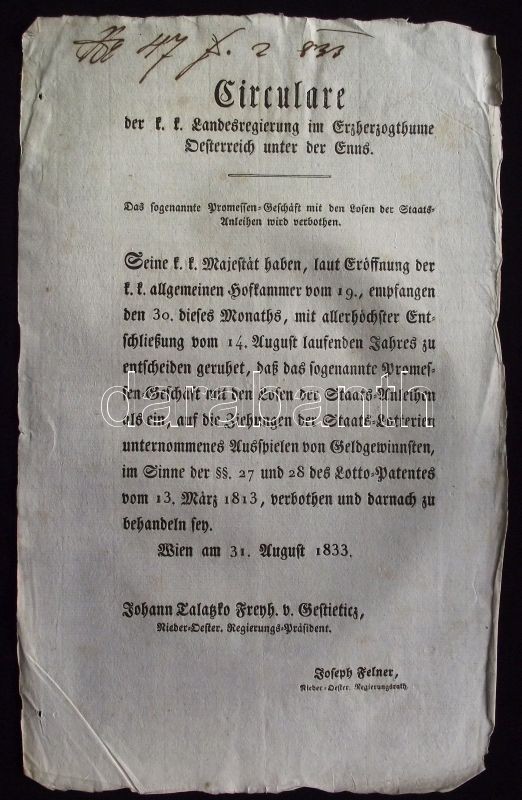 47 2 833
Circulare
der k. k. Landesregierung im Erzherzogthume
Oesterreich unter der Enns.
Das sogenannte Promessen-Geschäft mit den Losen der Staats-
Anleihen wird verbothen.
Seine k. k. Majestät haben, laut Eröffnung der
k. k. allgemeinen Hofkammer vom 19., empfangen
den 30. dieses Monaths, mit allerhöchster Ent-
schließung vom 14. August laufenden Jahres zu
entscheiden geruhet, daß das sogenannte Promes-
sen-Geschäft mit den Losen der Staats-Anleihen
darabanth
als ein, auf die Ziehungen der Staats-Lotterien
unternommenes Ausspielen von Geldgewinnsten,
im Sinne der §§. 27 und 28 des Lotto-Patentes
vom 13. März 1813, verbothen und darnach zu
behandeln sey.
Wien am 31. August 1833.
Johann Talatzko Freyh. v. Gestieticz,
Nieder-Oester. Regierungs-Präsident.
Joseph Felner,
Nieder-Oester. Regierungsrath.